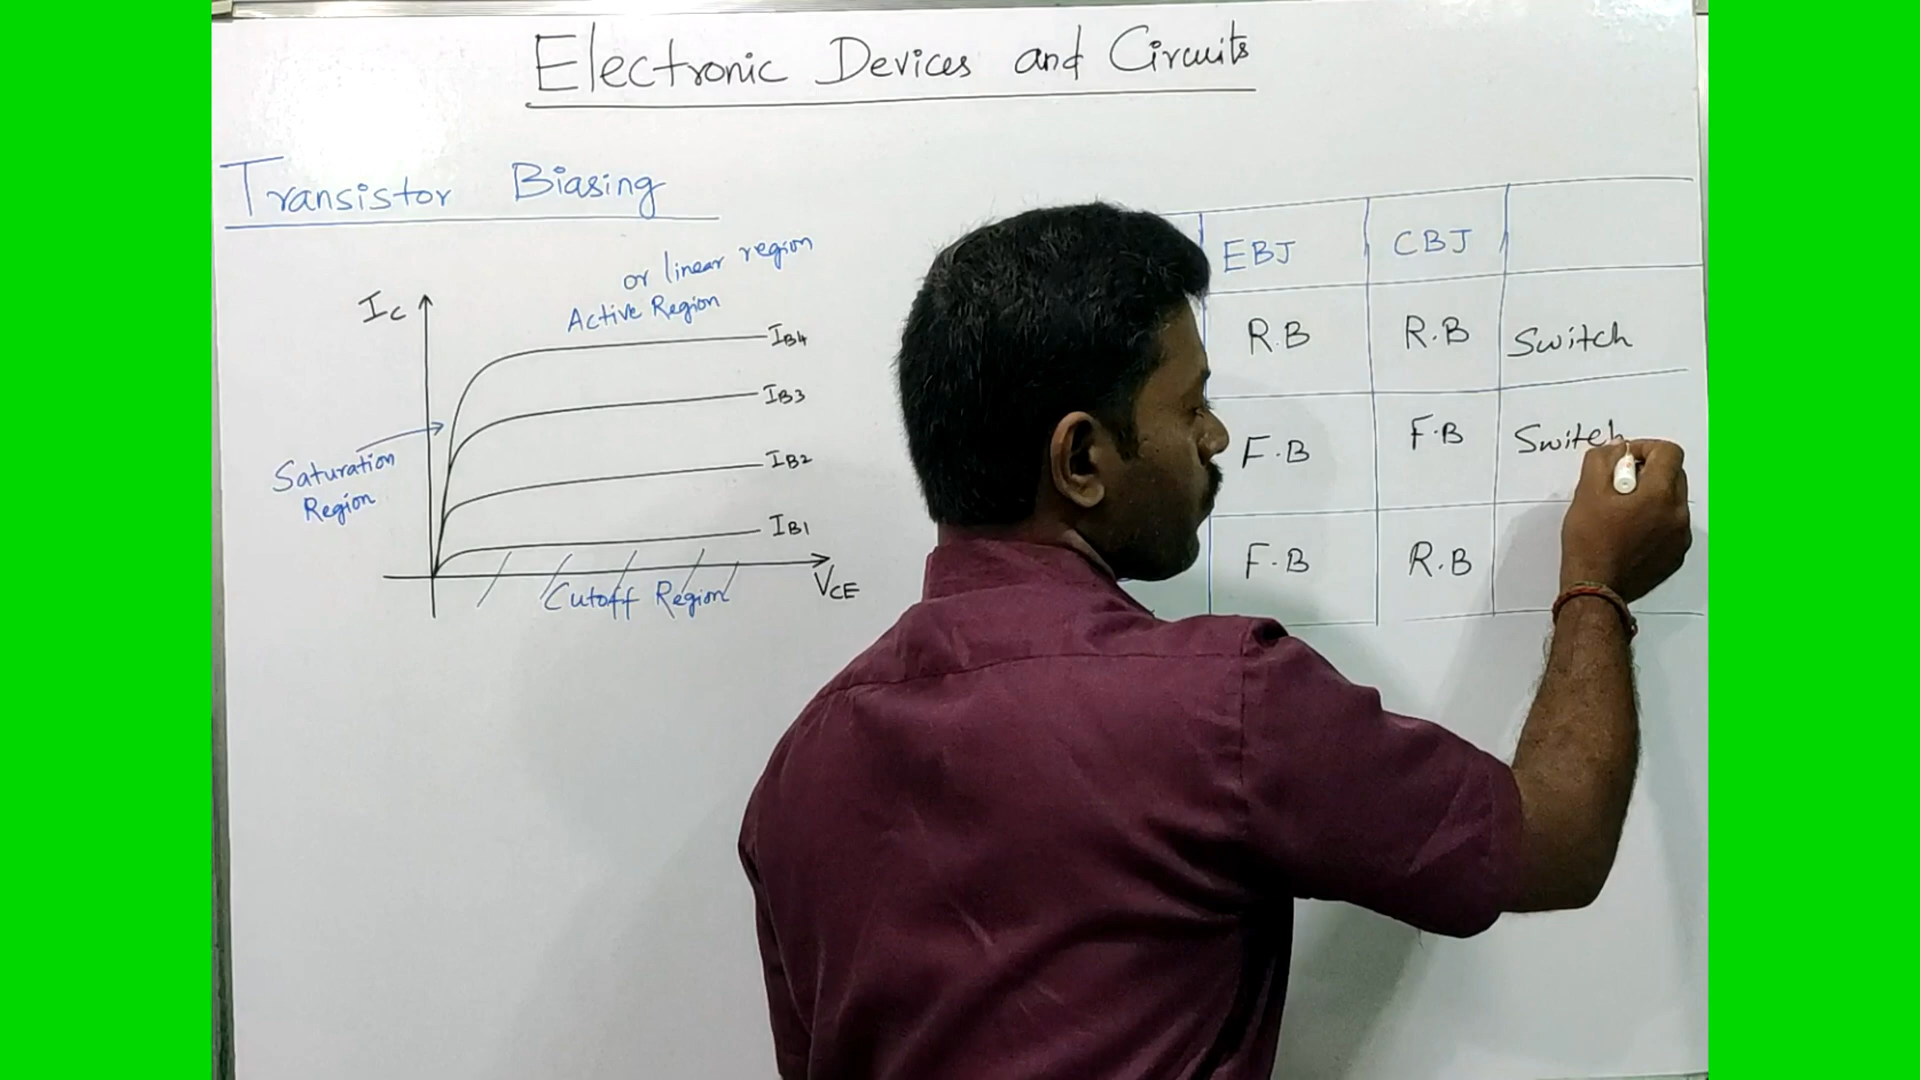 Electronic Devices and Circuits
Transistor Biasing
or linear region
Active Region
IC
IB4
IB3
IB2
IB1
Saturation
Region
Cutoff Region
VCE
EBJ CBJ
R.B R.B Switch
F.B F.B Switch
F.B R.B